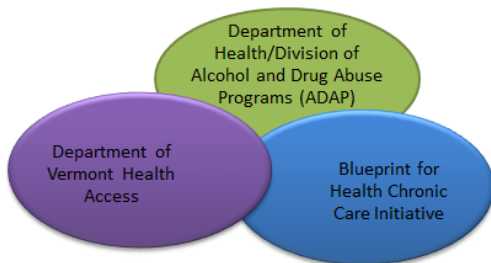 Department of
Health/Division of
Alcohol and Drug Abuse
Programs (ADAP)
Department of
Vermont Health
Access
Blueprint for
Health Chronic
Care Initiative